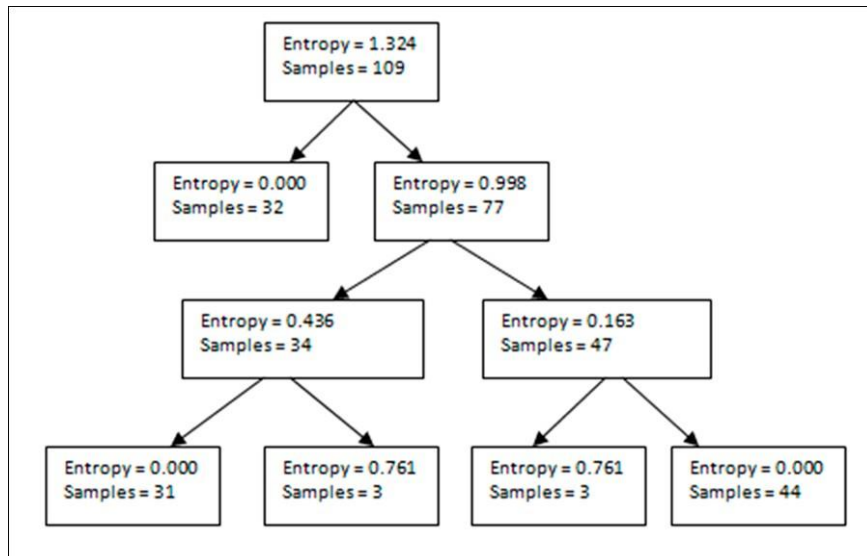 Entropy = 1.324
Samples = 109
Entropy = 0.000
Samples = 32
Entropy = 0.998
Samples = 77
Entropy = 0.436
Samples = 34
Entropy = 0.163
Samples = 47
Entropy = 0.000
Samples = 31
Entropy = 0.761
Samples = 3
Entropy = 0.761
Samples = 3
Entropy = 0.000
Samples = 44